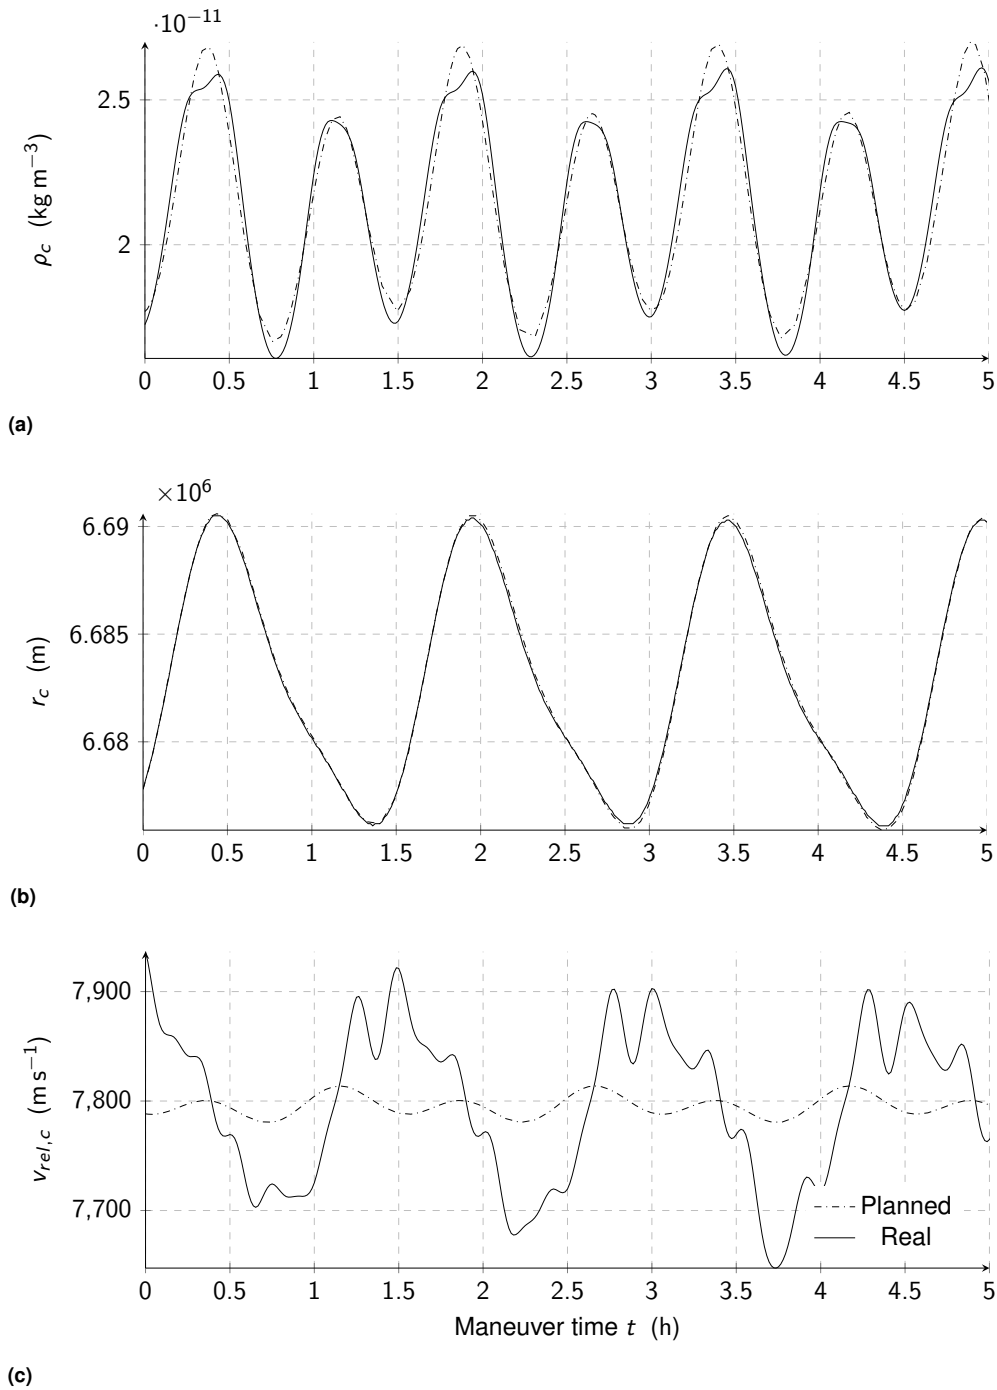 ·10⁻¹¹
2.5
2
ρ_c (kg m⁻³)
0 0.5 1 1.5 2 2.5 3 3.5 4 4.5 5
(a)
×10⁶
6.69
6.685
6.68
r_c (m)
0 0.5 1 1.5 2 2.5 3 3.5 4 4.5 5
(b)
7,900
7,800
7,700
v_{rel,c} (m s⁻¹)
Planned
Real
0 0.5 1 1.5 2 2.5 3 3.5 4 4.5 5
Maneuver time t (h)
(c)